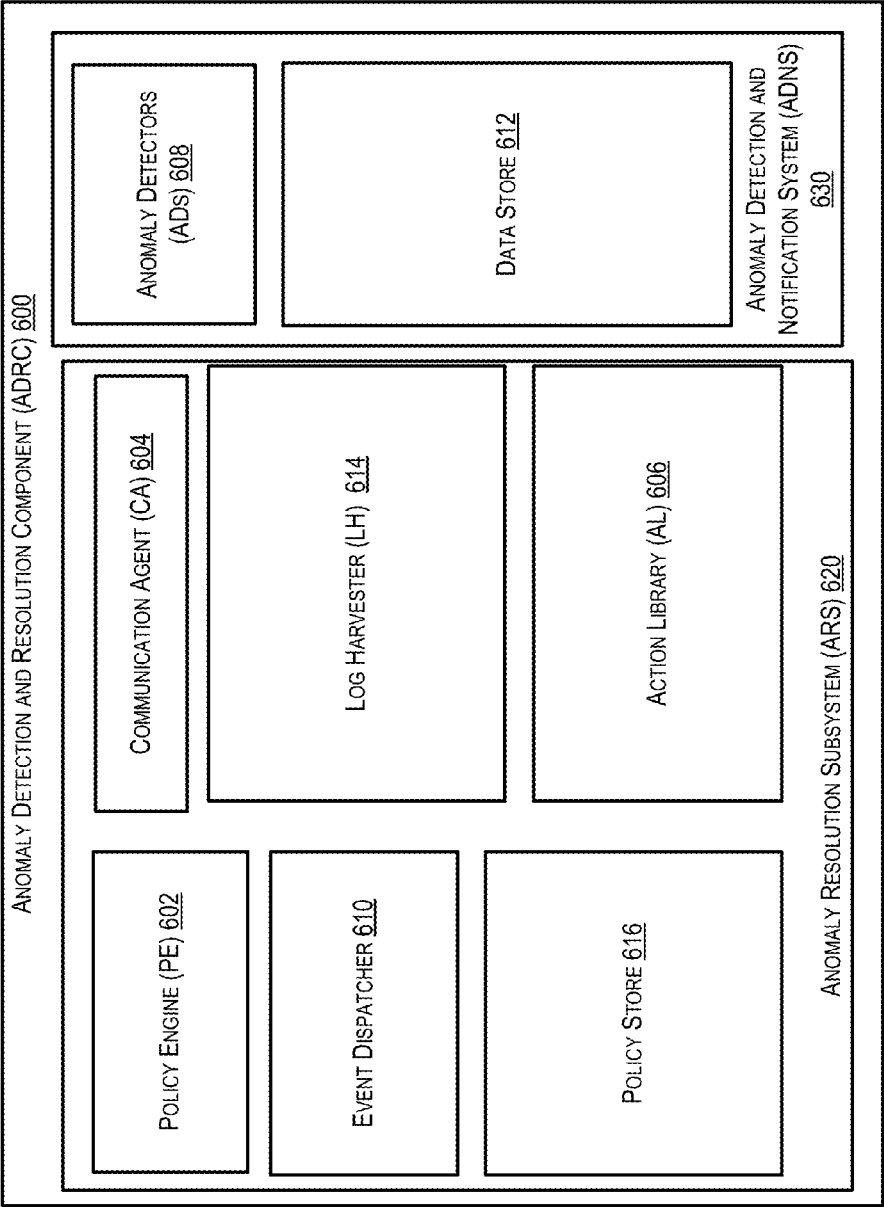 ANOMALY DETECTION AND RESOLUTION COMPONENT (ADRC) 600
POLICY ENGINE (PE) 602
EVENT DISPATCHER 610
POLICY STORE 616
COMMUNICATION AGENT (CA) 604
LOG HARVESTER (LH) 614
ACTION LIBRARY (AL) 606
ANOMALY RESOLUTION SUBSYSTEM (ARS) 620
ANOMALY DETECTORS
(ADS) 608
DATA STORE 612
ANOMALY DETECTION AND
NOTIFICATION SYSTEM (ADNS)
630